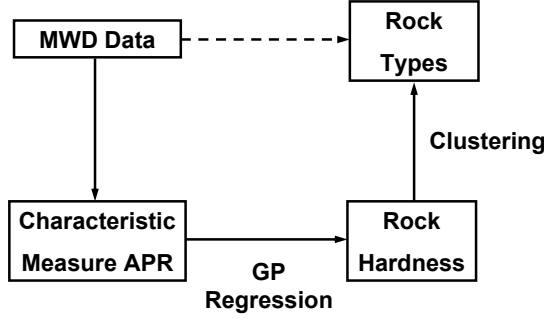 MWD Data
Rock
Types
Clustering
Characteristic
Measure APR
Rock
Hardness
GP
Regression